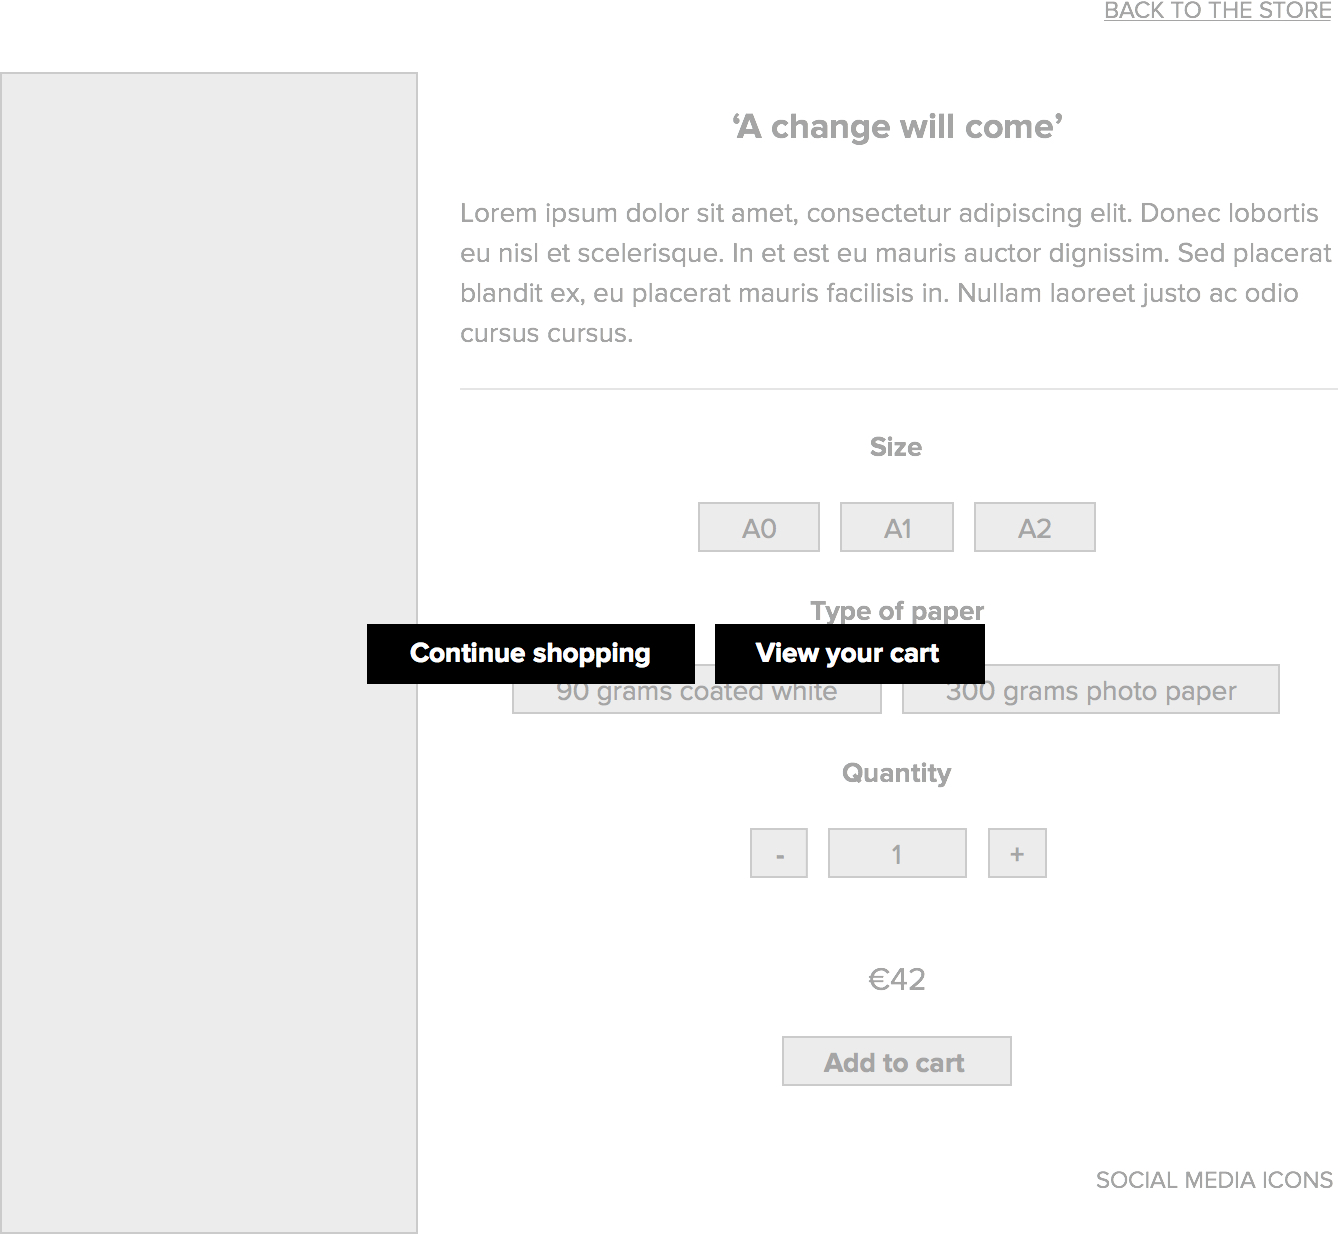 BACK TO THE STORE
‘A change will come’
Lorem ipsum dolor sit amet, consectetur adipiscing elit. Donec lobortis
eu nisl et scelerisque. In et est eu mauris auctor dignissim. Sed placerat
blandit ex, eu placerat mauris facilisis in. Nullam laoreet justo ac odio
cursus cursus.
Size
A0 A1 A2
Type of paper
Continue shopping View your cart
90 grams coated white 300 grams photo paper
Quantity
- 1 +
€42
Add to cart
SOCIAL MEDIA ICONS